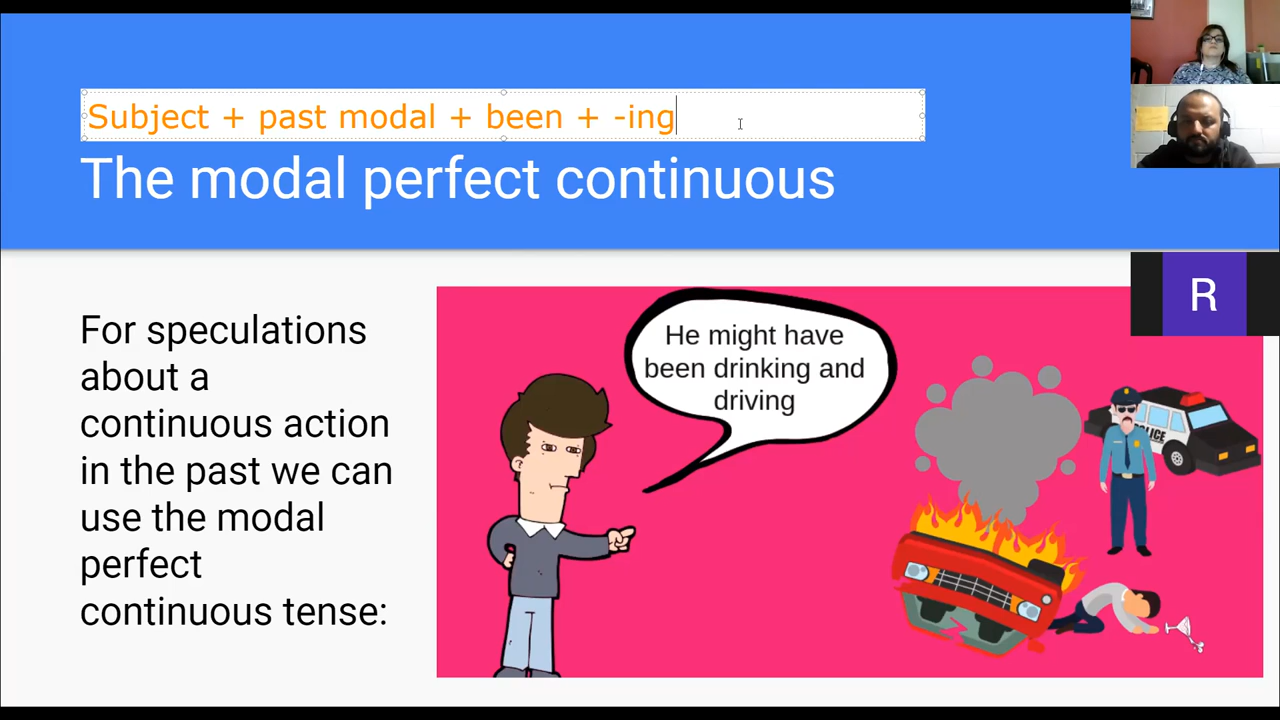 Subject + past modal + been + -ing
The modal perfect continuous
For speculations
about a
continuous action
in the past we can
use the modal
perfect
continuous tense:
He might have
been drinking and
driving
POLICE
R